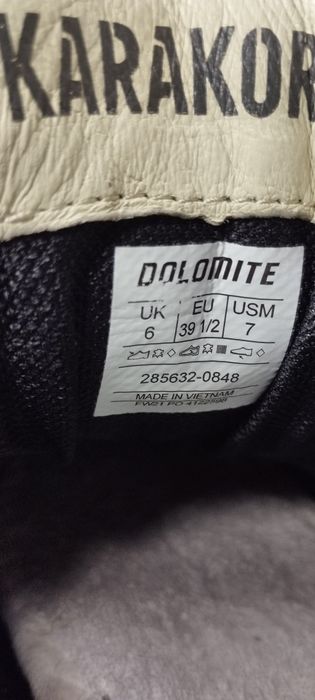 KARAKOR
DOLOMITE
UK EU USM
6 39 1/2 7
285632-0848
MADE IN VIETNAM